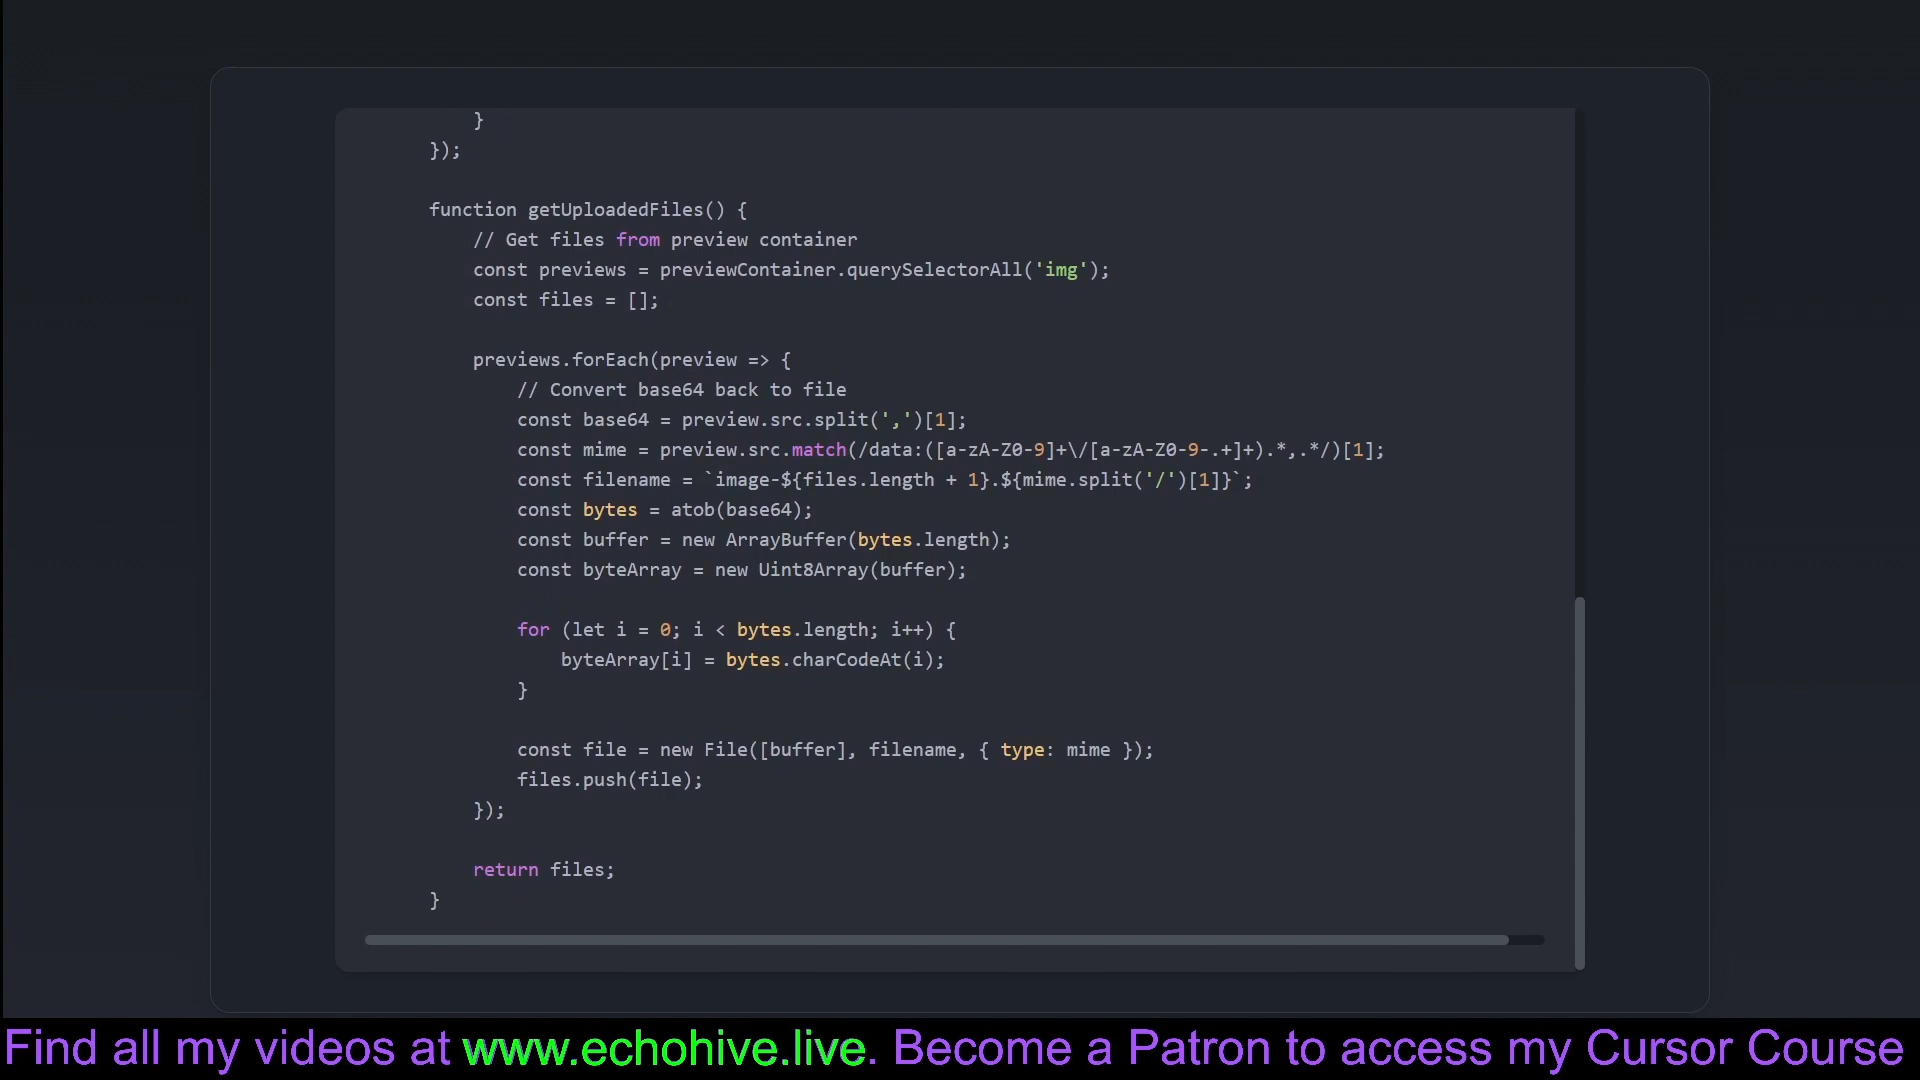 }
});
function getUploadedFiles() {
// Get files from preview container
const previews = previewContainer.querySelectorAll('img');
const files = [];
previews.forEach(preview => {
// Convert base64 back to file
const base64 = preview.src.split(',')[1];
const mime = preview.src.match(/data:([a-zA-Z0-9]+\/[a-zA-Z0-9-.+]+).*,.*/)[1];
const filename = `image-${files.length + 1}.${mime.split('/')[1]}`;
const bytes = atob(base64);
const buffer = new ArrayBuffer(bytes.length);
const byteArray = new Uint8Array(buffer);
for (let i = 0; i < bytes.length; i++) {
byteArray[i] = bytes.charCodeAt(i);
}
const file = new File([buffer], filename, { type: mime });
files.push(file);
});
return files;
}
Find all my videos at www.echohive.live. Become a Patron to access my Cursor Course